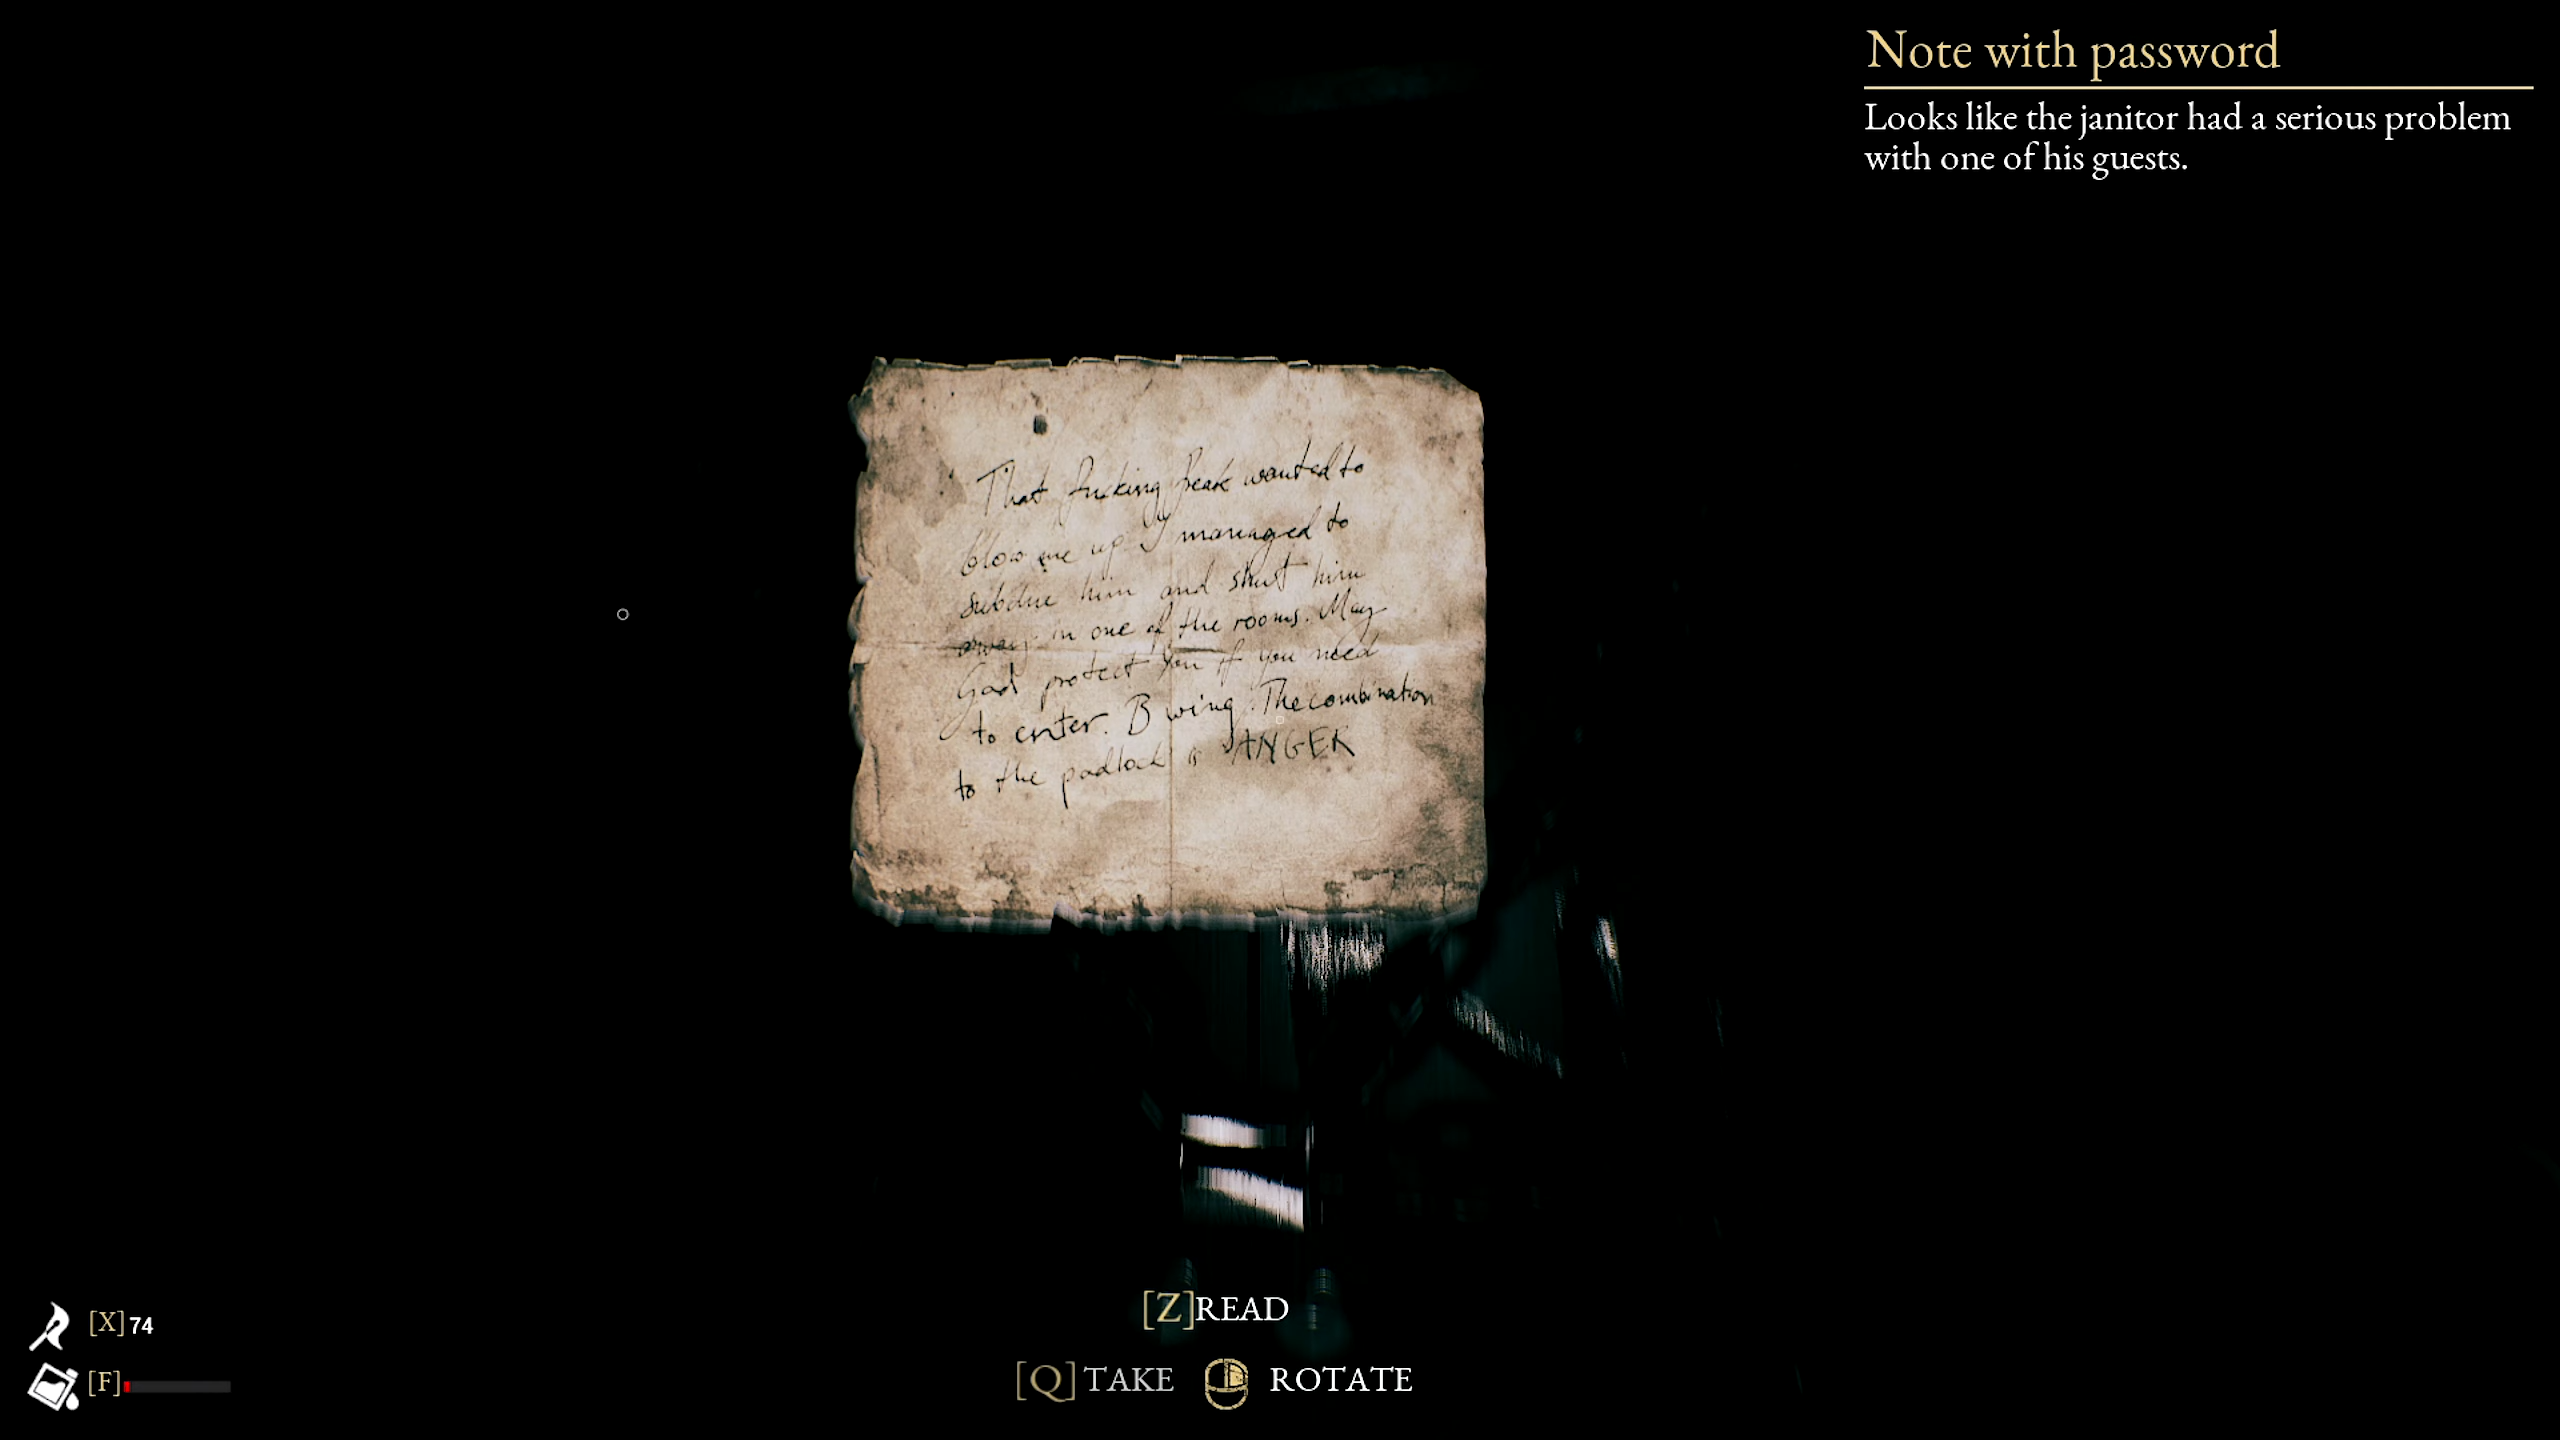 Note with password
Looks like the janitor had a serious problem
with one of his guests.
That fucking freak wanted to
blow me up I managed to
subdue him and shut him
away in one of the rooms. May
God protect you if you need
to enter. B wing. The combination
to the padlock is ANGER
[Z]READ
[X]74
[F]
[Q]TAKE ROTATE